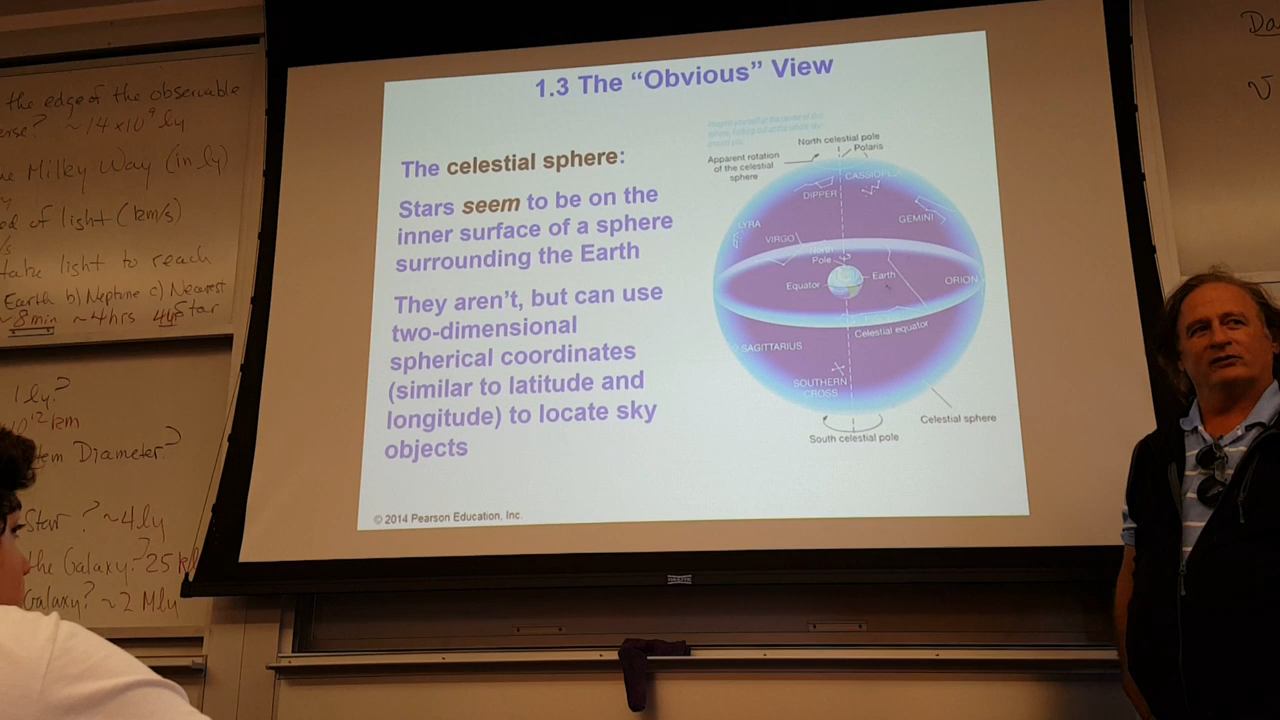 the edge of the observable
erse? ~14x10⁹ ly
Milky Way (in ly)
of light (km/s)
/s
take light to reach
Earth b) Neptune c) Nearest
~8min ~4hrs 4yr Star
1 ly?
10¹² km
tem Diameter?
Star? ~4ly
the Galaxy? 25 k
Galaxy? ~2 Mly
1.3 The “Obvious” View
The celestial sphere:
Stars seem to be on the
inner surface of a sphere
surrounding the Earth
They aren’t, but can use
two-dimensional
spherical coordinates
(similar to latitude and
longitude) to locate sky
objects
© 2014 Pearson Education, Inc.
North celestial pole
Polaris
Apparent rotation
of the celestial
sphere
DIPPER
CASSIOPEIA
GEMINI
LYRA
VIRGO
North
Pole
Earth
Equator
ORION
Celestial equator
SAGITTARIUS
SOUTHERN
CROSS
Celestial sphere
South celestial pole
Da